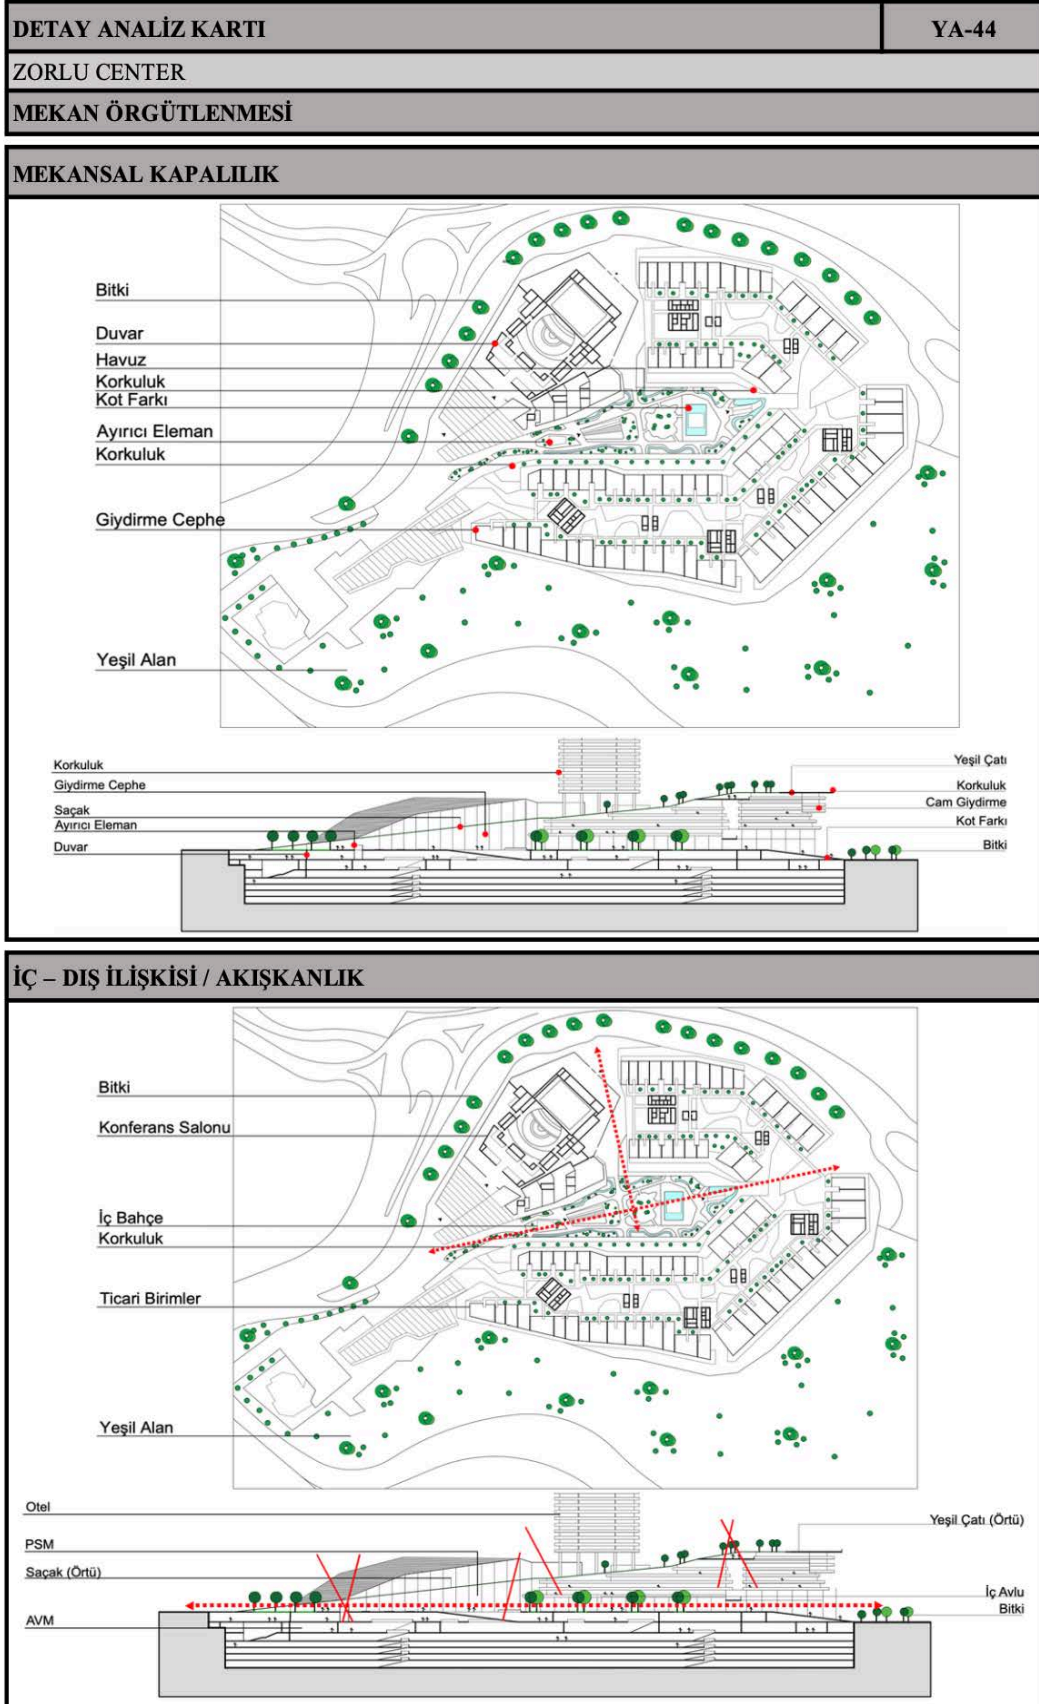 DETAY ANALİZ KARTI
YA-44
ZORLU CENTER
MEKAN ÖRGÜTLENMESİ
MEKANSAL KAPALILIK
Bitki
Duvar
Havuz
Korkuluk
Kot Farkı
Ayırıcı Eleman
Korkuluk
Giydirme Cephe
Yeşil Alan
Korkuluk
Giydirme Cephe
Saçak
Ayırıcı Eleman
Duvar
Yeşil Çatı
Korkuluk
Cam Giydirme
Kot Farkı
Bitki
İÇ – DIŞ İLİŞKİSİ / AKIŞKANLIK
Bitki
Konferans Salonu
İç Bahçe
Korkuluk
Ticari Birimler
Yeşil Alan
Otel
PSM
Saçak (Örtü)
AVM
Yeşil Çatı (Örtü)
İç Avlu
Bitki